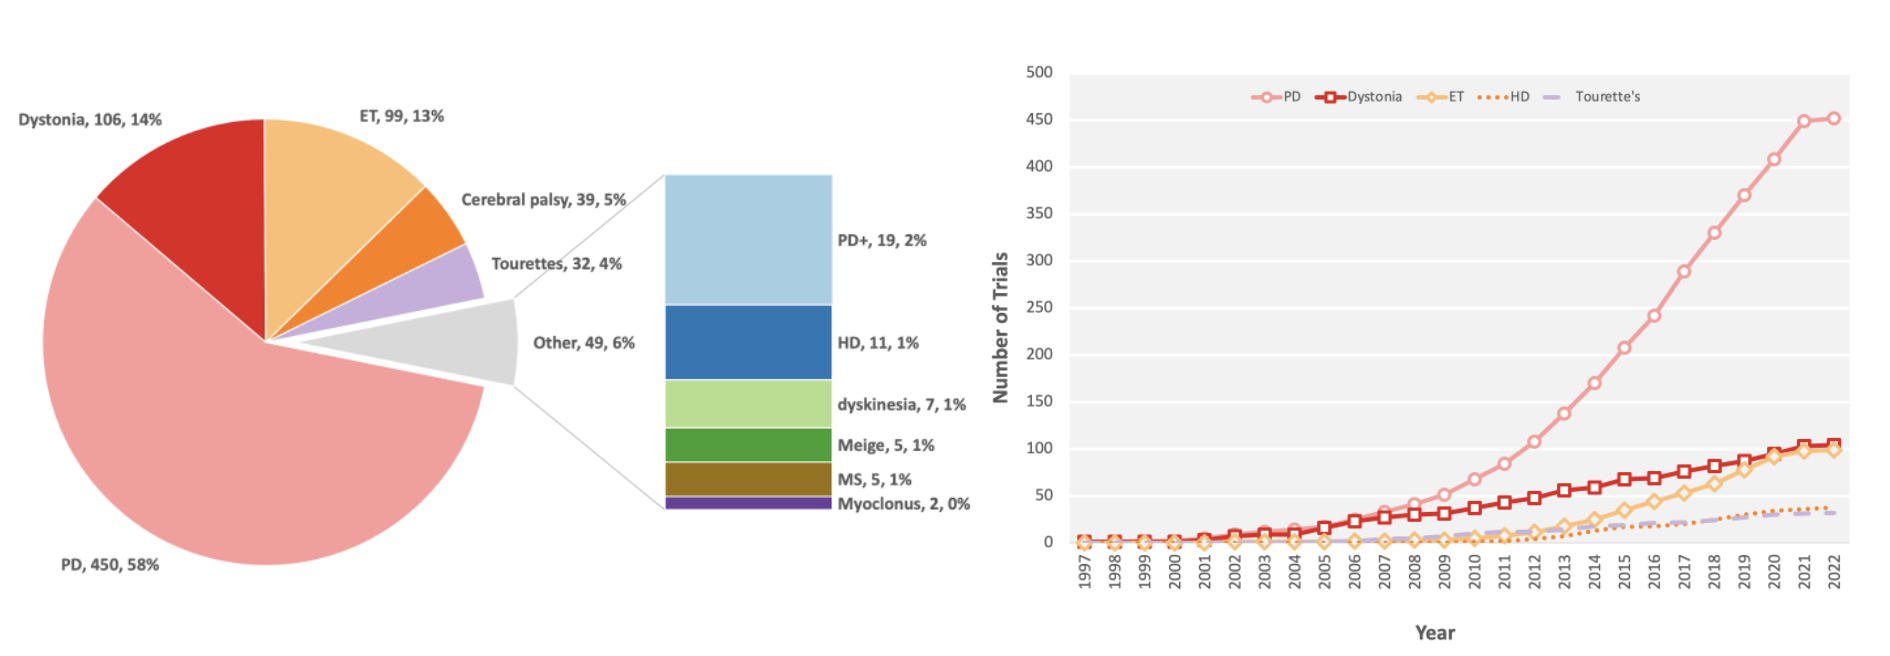 Dystonia, 106, 14%
ET, 99, 13%
Cerebral palsy, 39, 5%
Tourettes, 32, 4%
Other, 49, 6%
PD, 450, 58%
PD+, 19, 2%
HD, 11, 1%
dyskinesia, 7, 1%
Meige, 5, 1%
MS, 5, 1%
Myoclonus, 2, 0%
PD Dystonia ET HD Tourette's
Number of Trials
500
450
400
350
300
250
200
150
100
50
0
1997 1998 1999 2000 2001 2002 2003 2004 2005 2006 2007 2008 2009 2010 2011 2012 2013 2014 2015 2016 2017 2018 2019 2020 2021 2022
Year